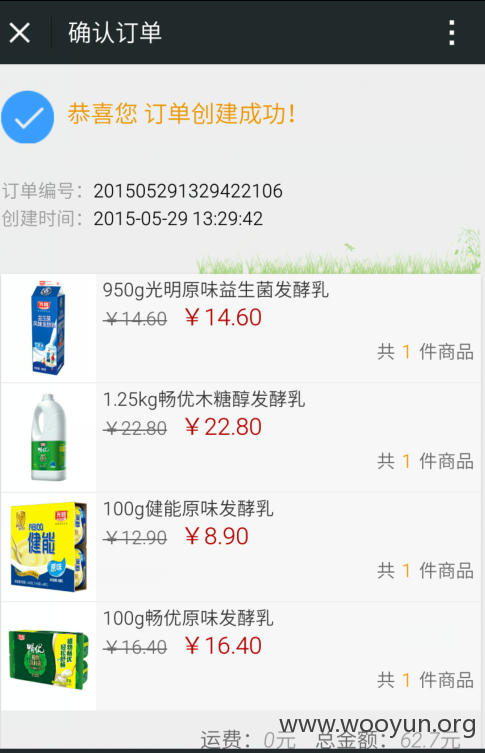 确认订单
恭喜您 订单创建成功！
订单编号：201505291329422106
创建时间：2015-05-29 13:29:42
950g光明原味益生菌发酵乳
￥14.60 ￥14.60
共 1 件商品
1.25kg畅优木糖醇发酵乳
￥22.80 ￥22.80
共 1 件商品
100g健能原味发酵乳
￥12.90 ￥8.90
共 1 件商品
健能
原味
100g畅优原味发酵乳
￥16.40 ￥16.40
共 1 件商品
畅优
www.wooyun.org
运费：0元 总金额：62.7元